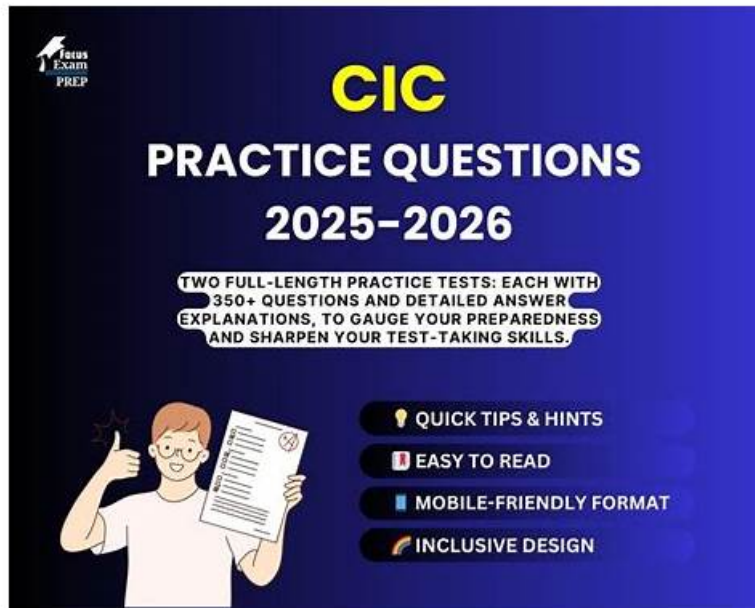 Focus
Exam
PREP
CIC
PRACTICE QUESTIONS
2025-2026
TWO FULL-LENGTH PRACTICE TESTS: EACH WITH
350+ QUESTIONS AND DETAILED ANSWER
EXPLANATIONS, TO GAUGE YOUR PREPAREDNESS
AND SHARPEN YOUR TEST-TAKING SKILLS.
A+
💡 QUICK TIPS & HINTS
EASY TO READ
MOBILE-FRIENDLY FORMAT
🌈 INCLUSIVE DESIGN